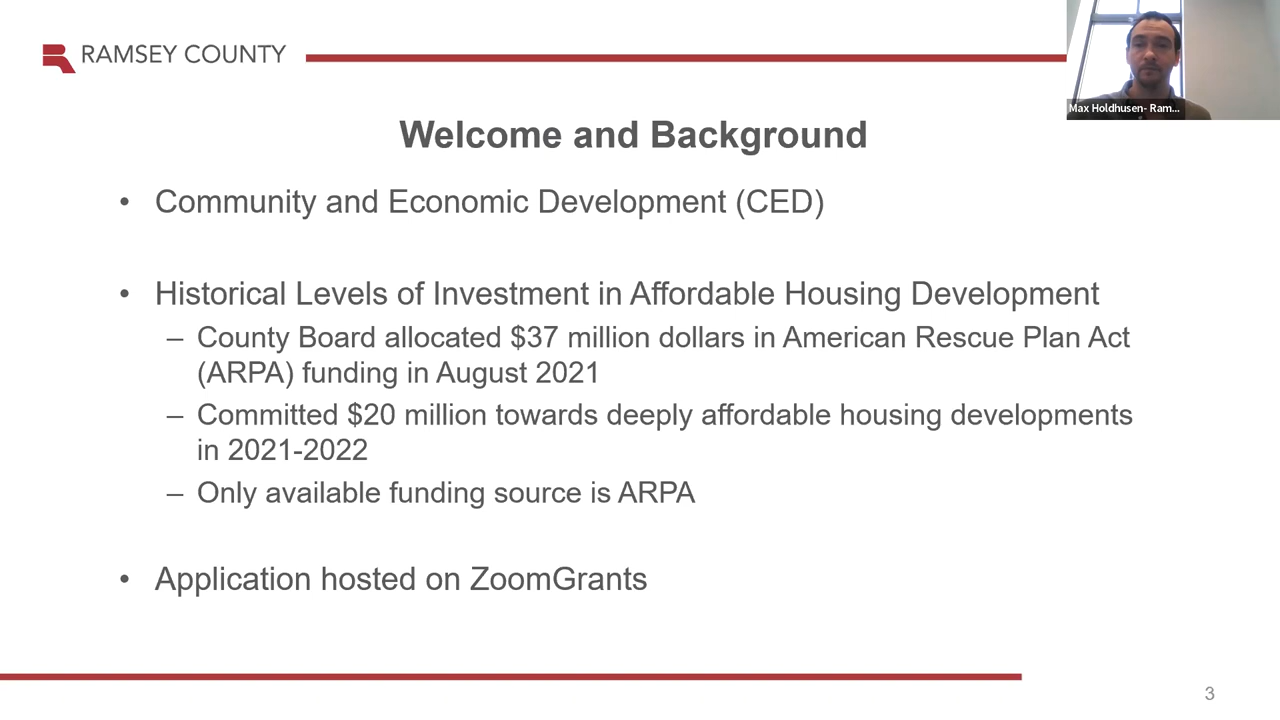 RAMSEY COUNTY
Max Holdhusen- Ram...
Welcome and Background
• Community and Economic Development (CED)
• Historical Levels of Investment in Affordable Housing Development
– County Board allocated $37 million dollars in American Rescue Plan Act
(ARPA) funding in August 2021
– Committed $20 million towards deeply affordable housing developments
in 2021-2022
– Only available funding source is ARPA
• Application hosted on ZoomGrants
3